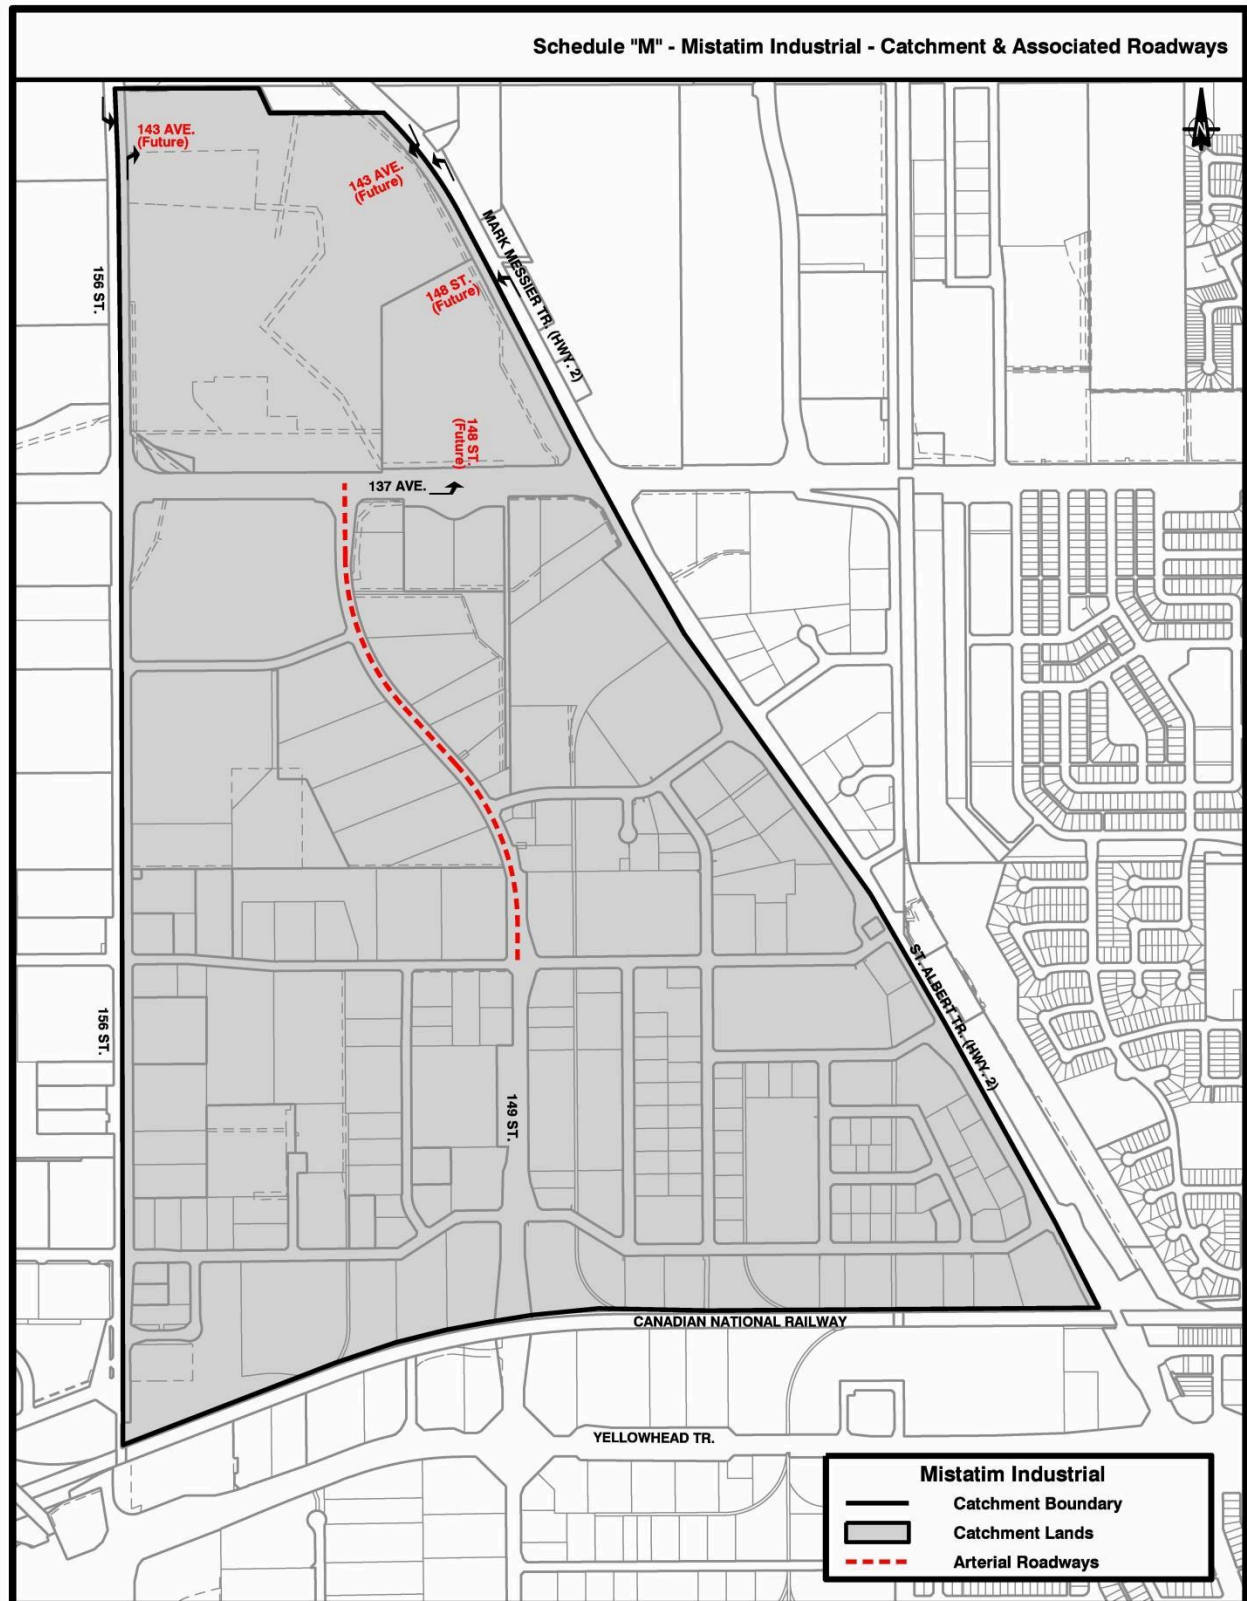 Schedule "M" - Mistatim Industrial - Catchment & Associated Roadways
N
143 AVE.
(Future)
143 AVE.
(Future)
MARK MESSIER TR. (HWY. 2)
156 ST.
148 ST.
(Future)
148 ST.
(Future)
137 AVE.
ST. ALBERT TR. (HWY. 2)
156 ST.
149 ST.
CANADIAN NATIONAL RAILWAY
YELLOWHEAD TR.
Mistatim Industrial
Catchment Boundary
Catchment Lands
Arterial Roadways